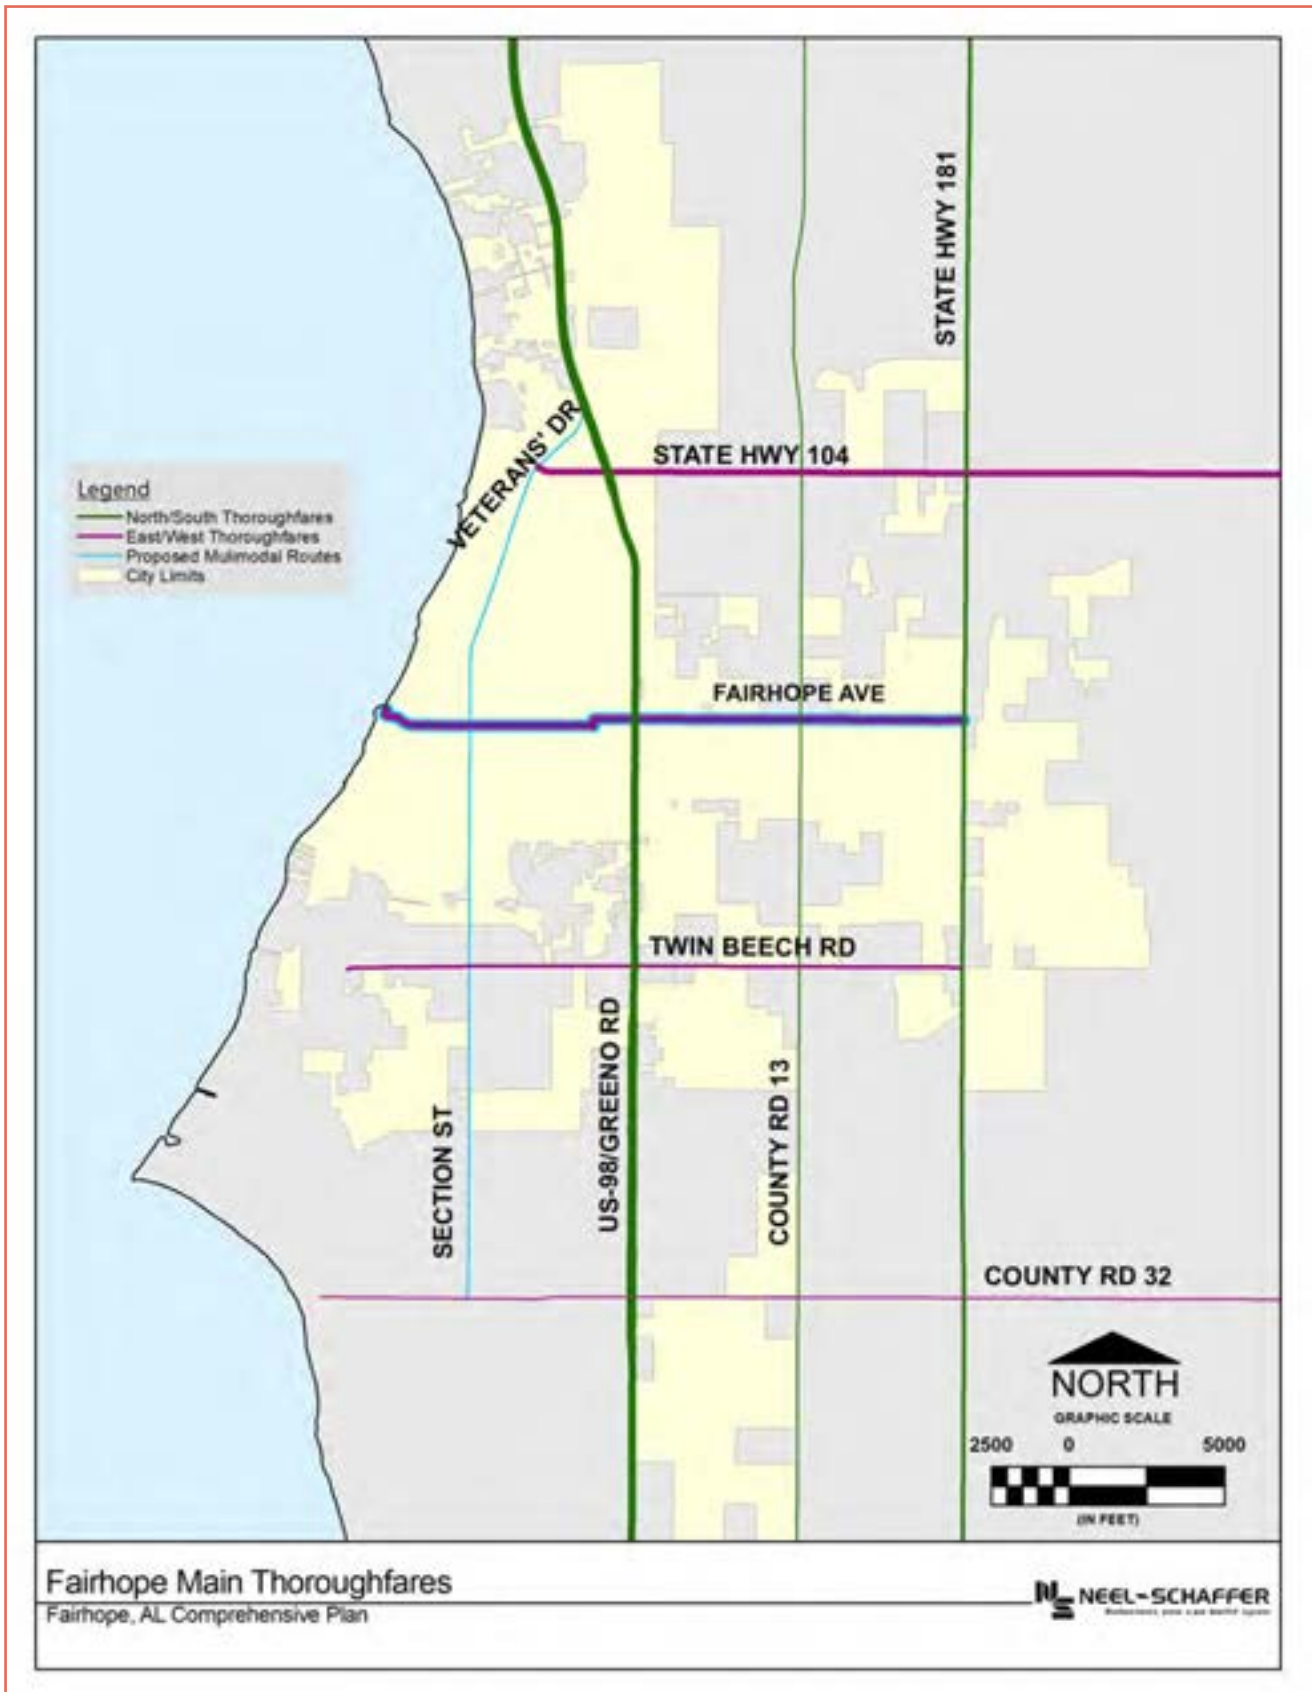 STATE HWY 181
VETERANS' DR
STATE HWY 104
Legend
North/South Thoroughfares
East/West Thoroughfares
Proposed Mulimodal Routes
City Limits
FAIRHOPE AVE
TWIN BEECH RD
SECTION ST
US-98/GREENO RD
COUNTY RD 13
COUNTY RD 32
NORTH
GRAPHIC SCALE
2500 0 5000
(IN FEET)
Fairhope Main Thoroughfares
Fairhope, AL Comprehensive Plan
NS NEEL-SCHAFFER